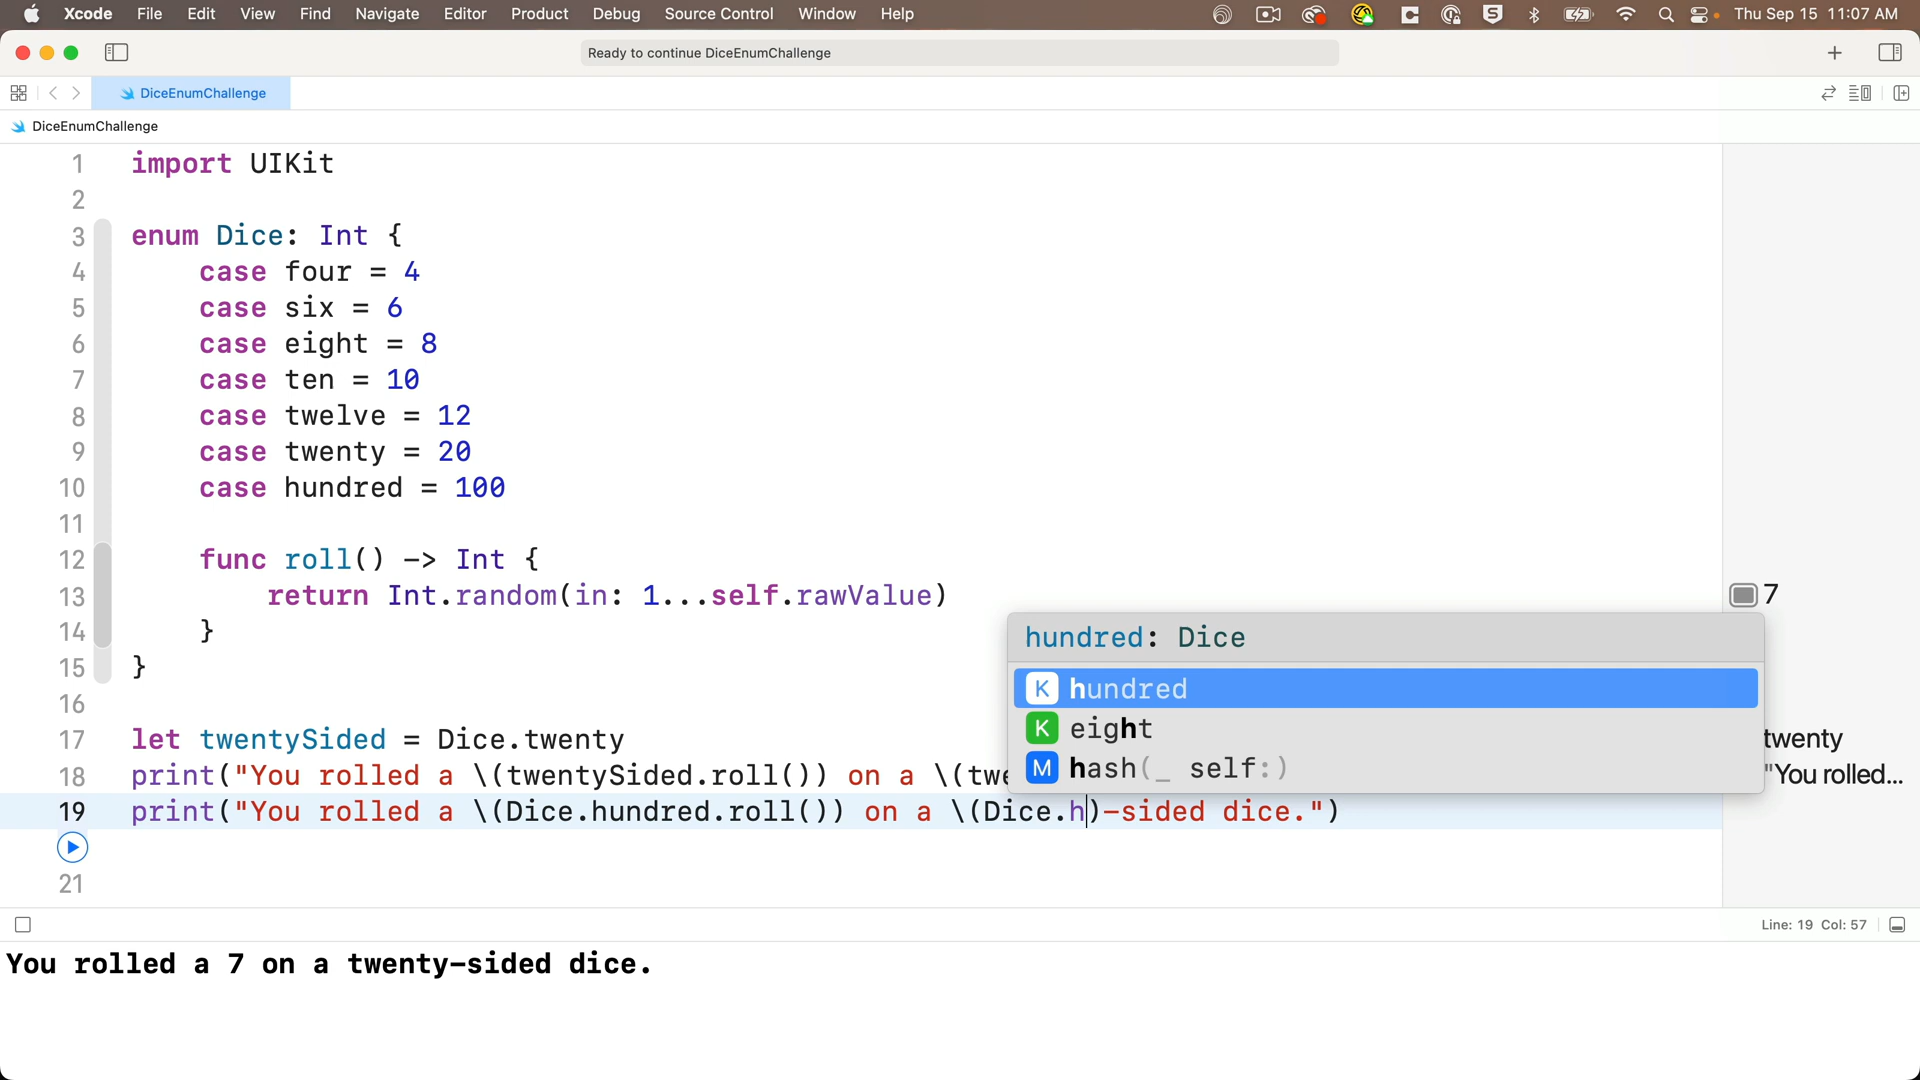 Xcode File Edit View Find Navigate Editor Product Debug Source Control Window Help Thu Sep 15 11:07 AM
Ready to continue DiceEnumChallenge
DiceEnumChallenge
DiceEnumChallenge
1 import UIKit
2
3 enum Dice: Int {
4 case four = 4
5 case six = 6
6 case eight = 8
7 case ten = 10
8 case twelve = 12
9 case twenty = 20
10 case hundred = 100
11
12 func roll() -> Int {
13 return Int.random(in: 1...self.rawValue) 7
14 }
hundred: Dice
15 }
K hundred
16
K eight
17 let twentySided = Dice.twenty twenty
M hash(_ self:)
18 print("You rolled a \(twentySided.roll()) on a \(twe "You rolled...
19 print("You rolled a \(Dice.hundred.roll()) on a \(Dice.h)-sided dice.")
21
Line: 19 Col: 57
You rolled a 7 on a twenty-sided dice.